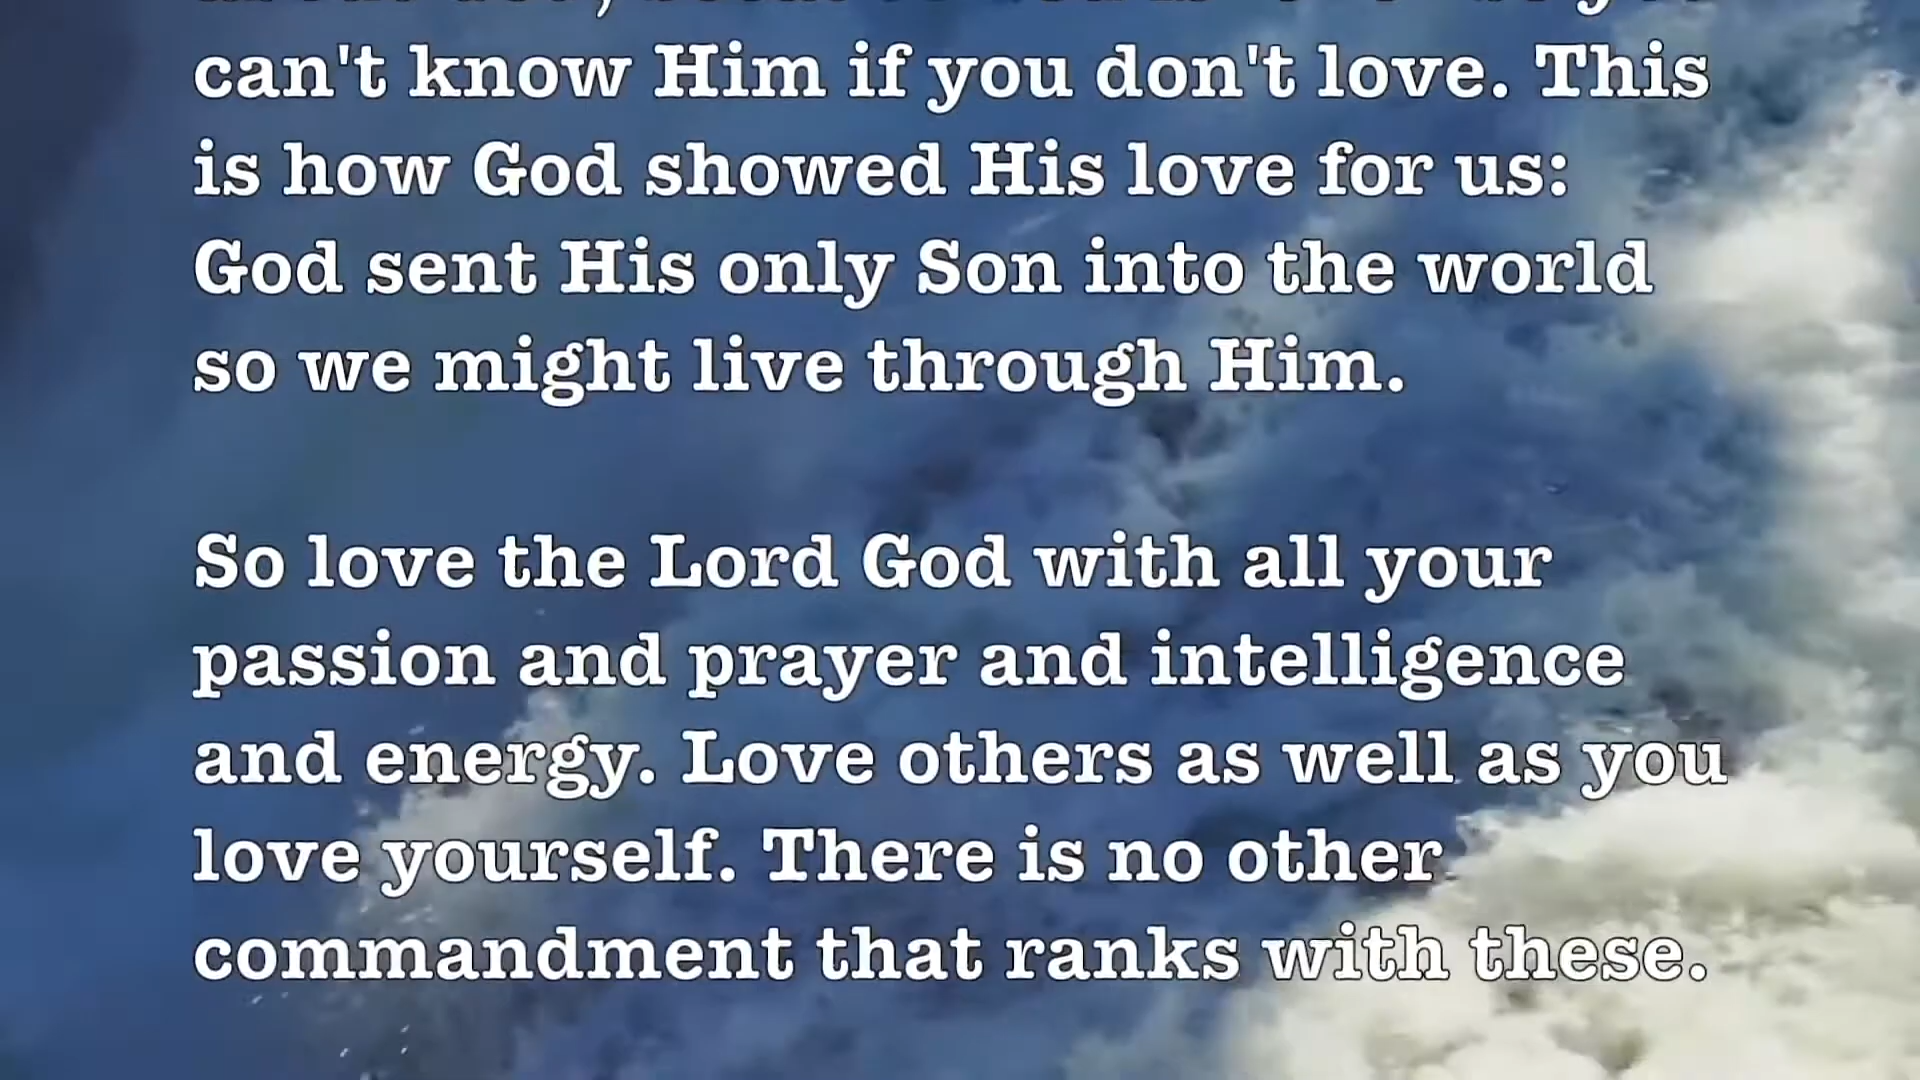 can't know Him if you don't love. This
is how God showed His love for us:
God sent His only Son into the world
so we might live through Him.
So love the Lord God with all your
passion and prayer and intelligence
and energy. Love others as well as you
love yourself. There is no other
commandment that ranks with these.